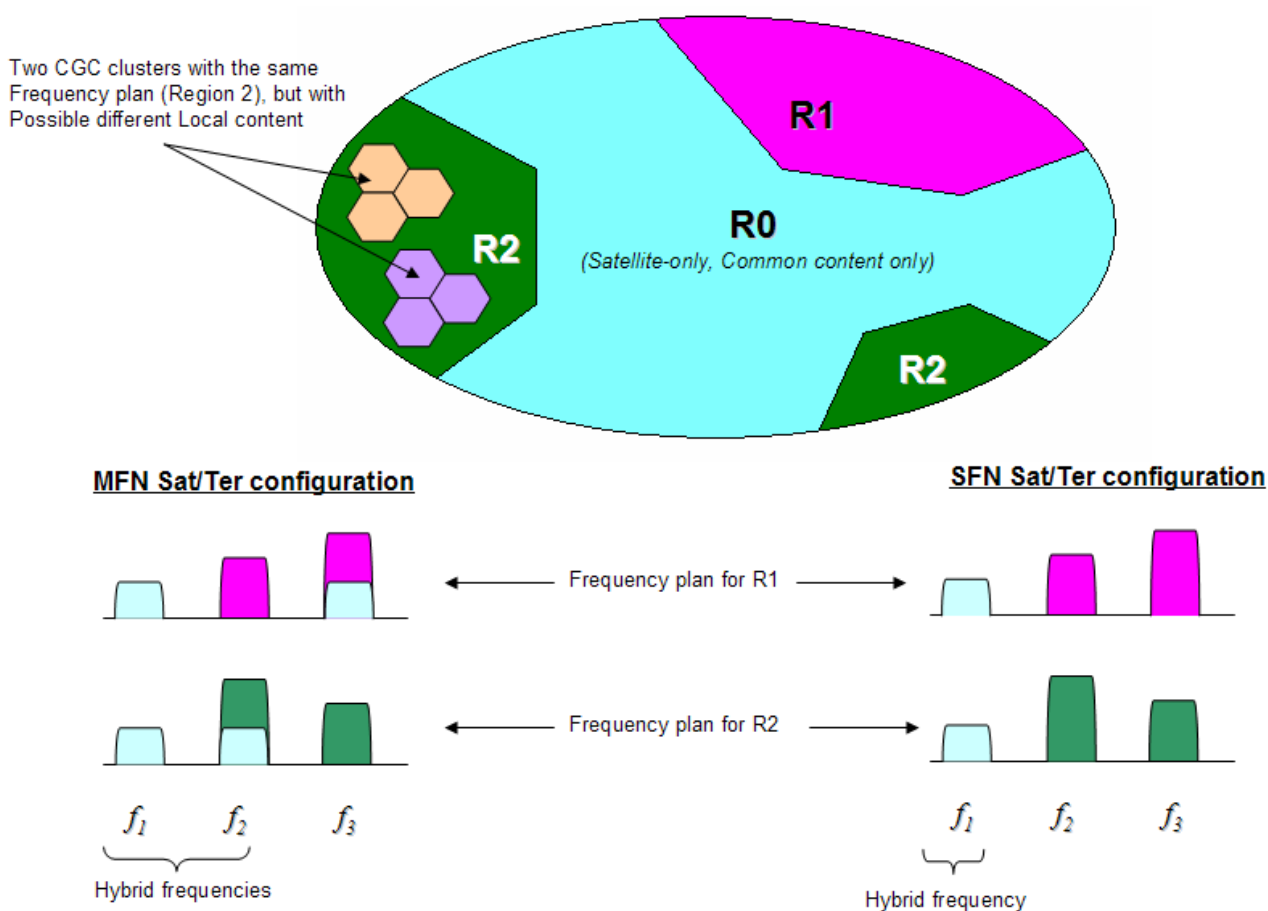 Two CGC clusters with the same
Frequency plan (Region 2), but with
Possible different Local content
R1
R0
(Satellite-only, Common content only)
R2
R2
MFN Sat/Ter configuration
SFN Sat/Ter configuration
Frequency plan for R1
Frequency plan for R2
f1 f2 f3
f1 f2 f3
Hybrid frequencies
Hybrid frequency